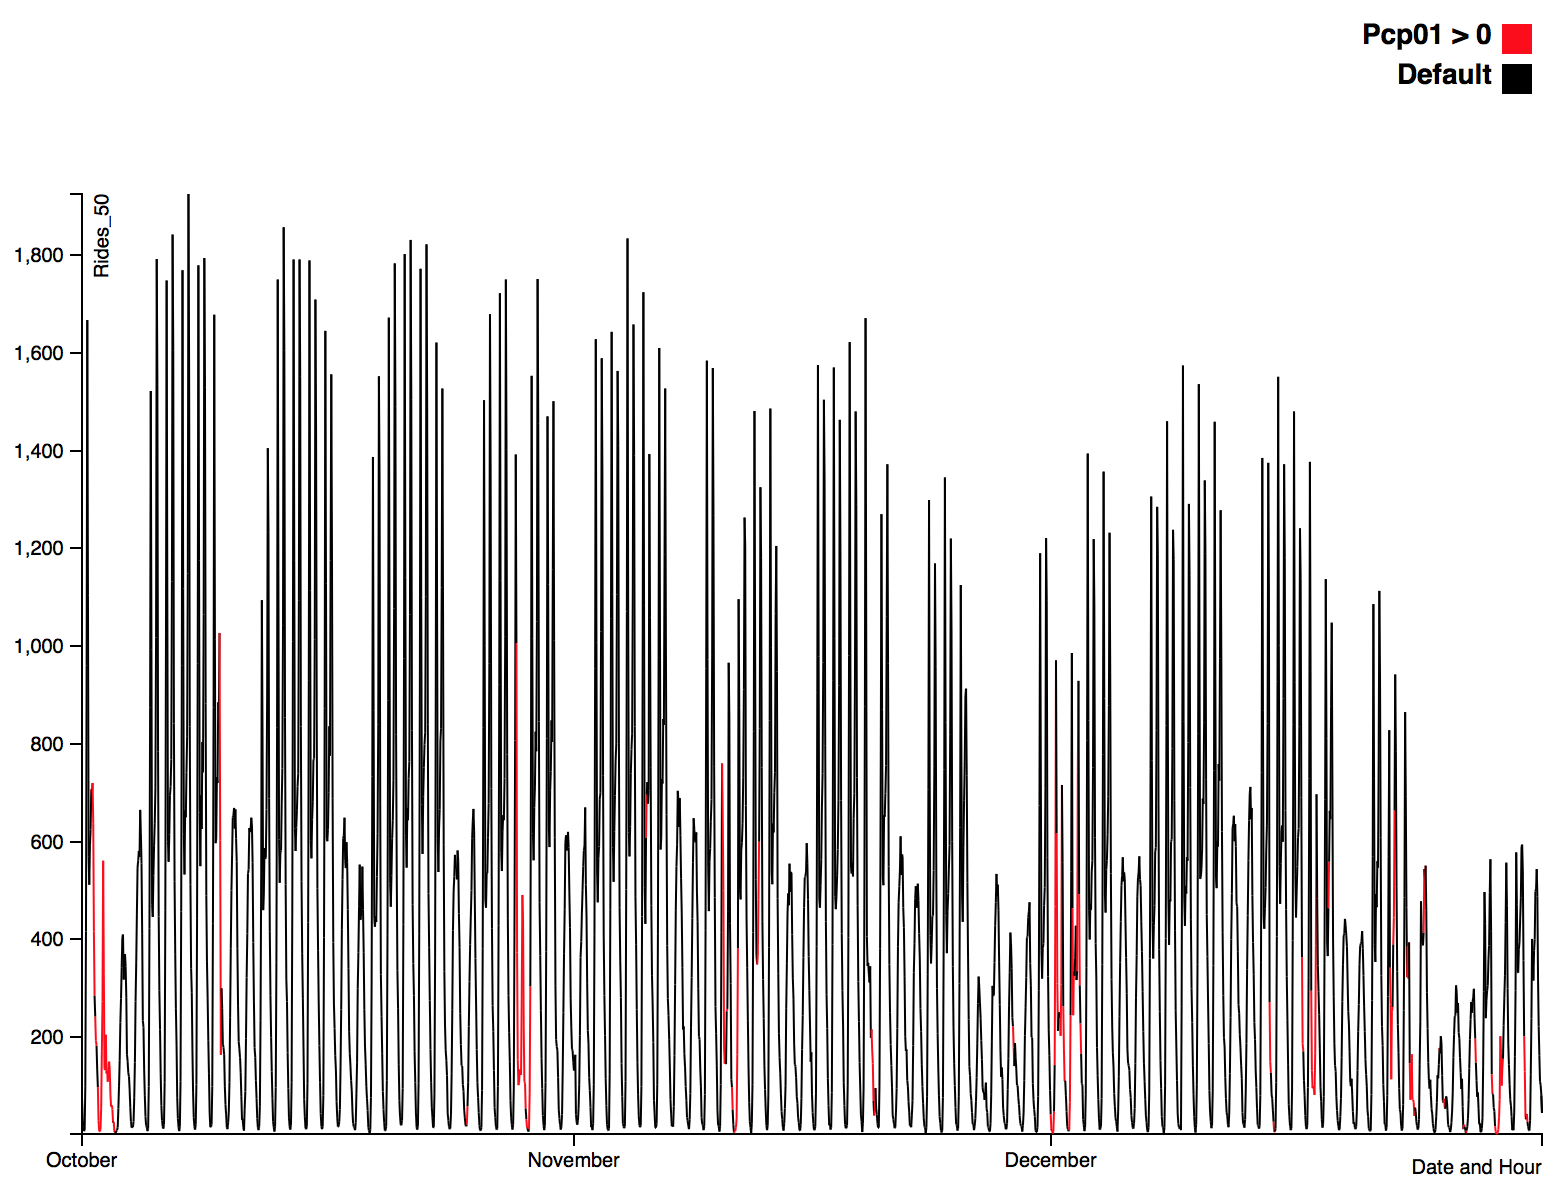 Pcp01 > 0
Default
Rides_50
1,800
1,600
1,400
1,200
1,000
800
600
400
200
October
November
December
Date and Hour